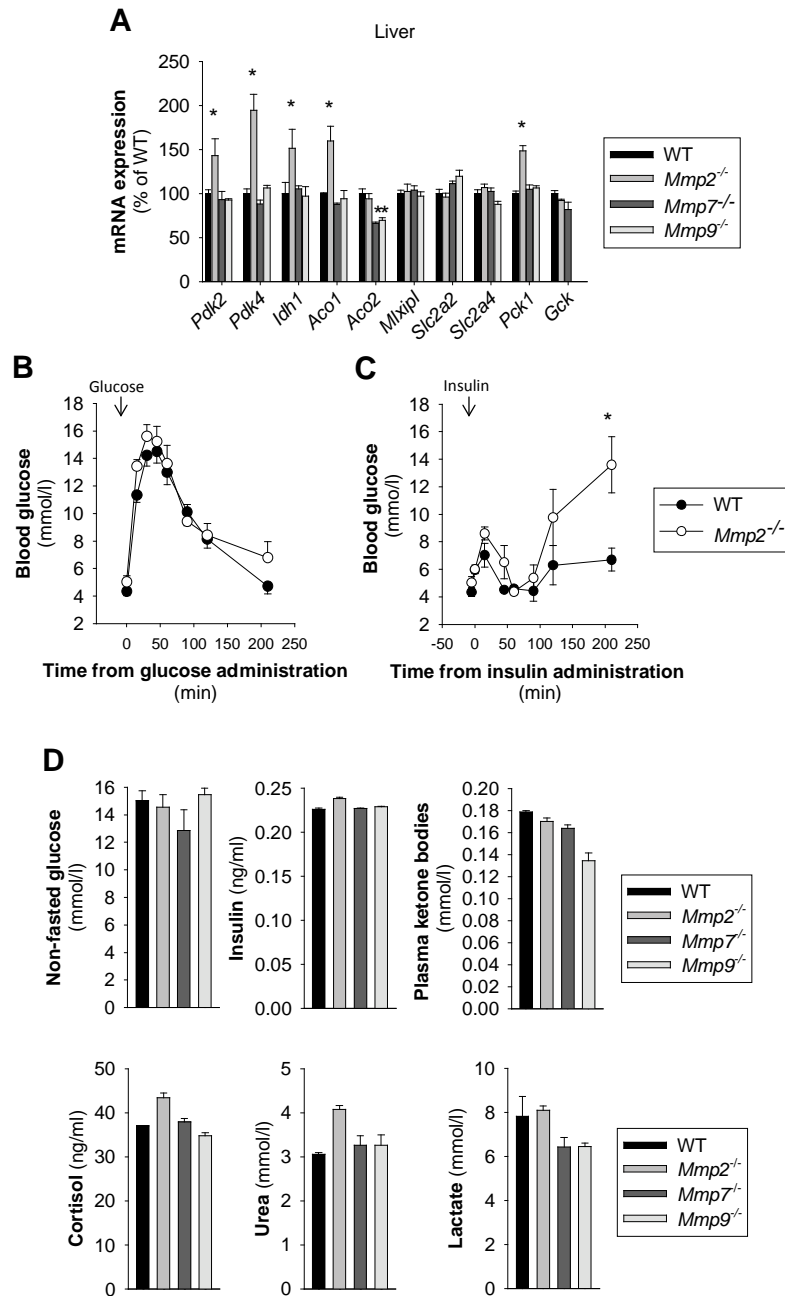 A
Liver
mRNA expression
(% of WT)
250
200
150
100
50
0
*
*
*
*
**
*
Pdk2
Pdk4
Idh1
Aco1
Aco2
Mlxipl
Slc2a2
Slc2a4
Pck1
Gck
WT
Mmp2-/-
Mmp7-/-
Mmp9-/-
B
Glucose
Blood glucose
(mmol/l)
18
16
14
12
10
8
6
4
2
0 50 100 150 200 250
Time from glucose administration
(min)
C
Insulin
Blood glucose
(mmo/l)
18
16
14
12
10
8
6
4
2
*
-50 0 50 100 150 200 250
Time from insulin administration
(min)
WT
Mmp2-/-
D
Non-fasted glucose
(mmol/l)
16
14
12
10
8
6
4
2
0
Insulin (ng/ml)
0.25
0.20
0.15
0.10
0.05
0.00
Plasma ketone bodies
(mmol/l)
0.20
0.18
0.16
0.14
0.12
0.10
0.08
0.06
0.04
0.02
0.00
WT
Mmp2-/-
Mmp7-/-
Mmp9-/-
Cortisol (ng/ml)
50
40
30
20
10
0
Urea (mmol/l)
5
4
3
2
1
0
Lactate (mmol/l)
10
8
6
4
2
0
WT
Mmp2-/-
Mmp7-/-
Mmp9-/-